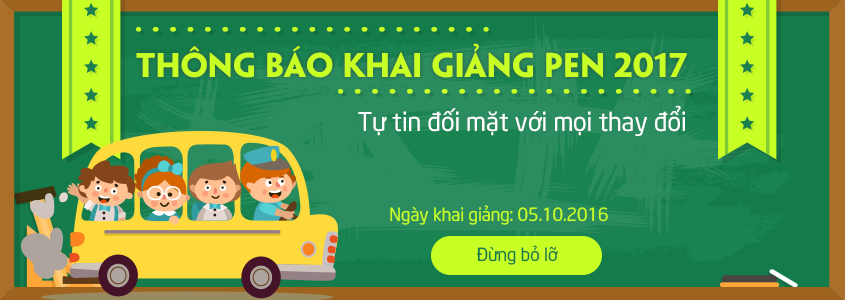 THÔNG BÁO KHAI GIẢNG PEN 2017
Tự tin đối mặt với mọi thay đổi
Ngày khai giảng: 05.10.2016
Đừng bỏ lỡ